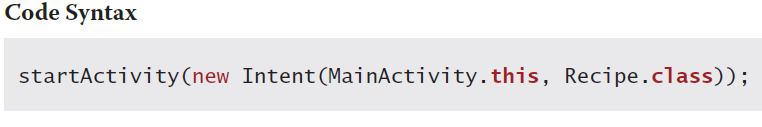 Code Syntax
startActivity(new Intent(MainActivity.this, Recipe.class));